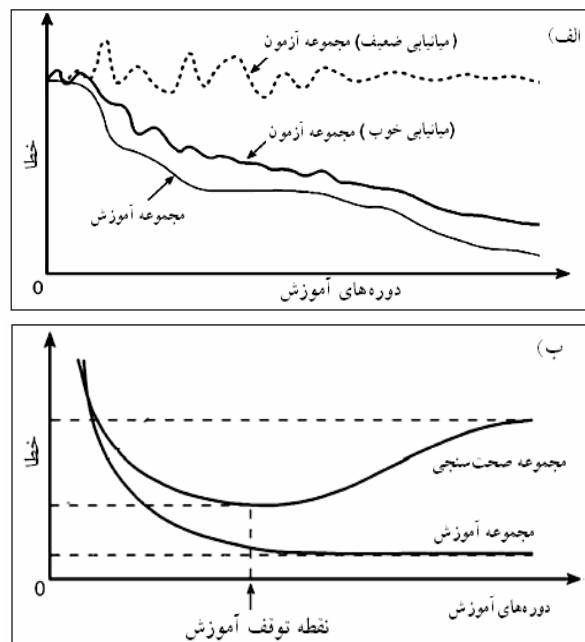 الف)
مجموعه آزمون (میانیابی ضعیف)
مجموعه آزمون (میانیابی خوب)
مجموعه آموزش
خطا
0
دوره‌های آموزش
ب)
مجموعه صحت‌سنجی
مجموعه آموزش
خطا
0
دوره‌های آموزش
نقطه توقف آموزش